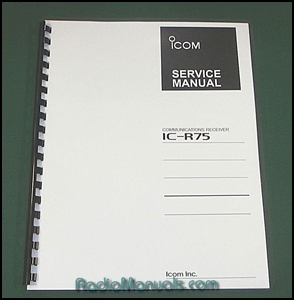 ICOM
SERVICE
MANUAL
COMMUNICATIONS RECEIVER
IC-R75
Icom Inc.
RadioManuals.com